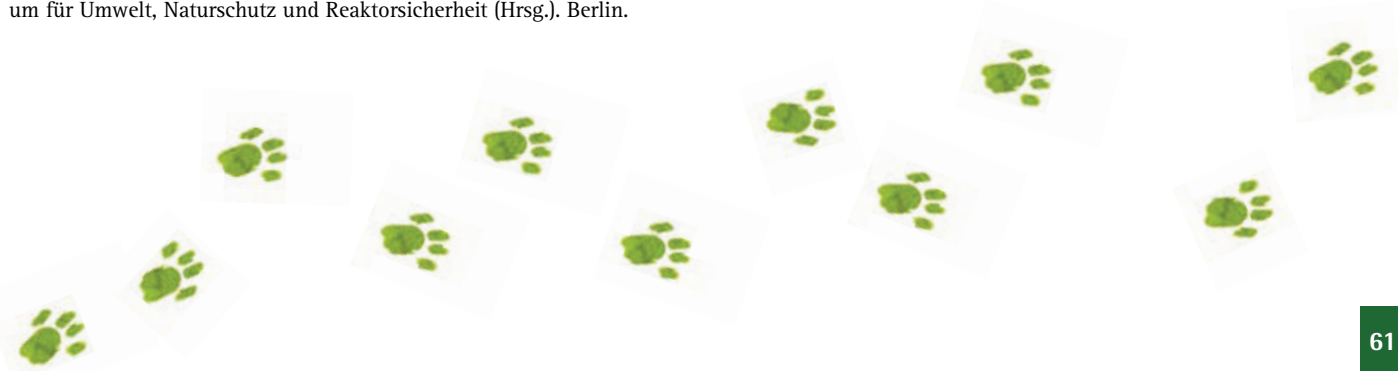 um für Umwelt, Naturschutz und Reaktorsicherheit (Hrsg.). Berlin.
61